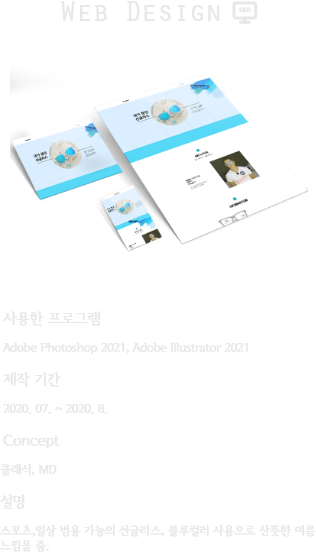 Web Design
사용한 프로그램
Adobe Photoshop 2021, Adobe Illustrator 2021
제작 기간
2020. 07. ~ 2020. 8.
Concept
클래식, MD
설명
스포츠,일상 범용 가능의 선글라스, 블루컬러 사용으로 산뜻한 여름
느낌을 줌.